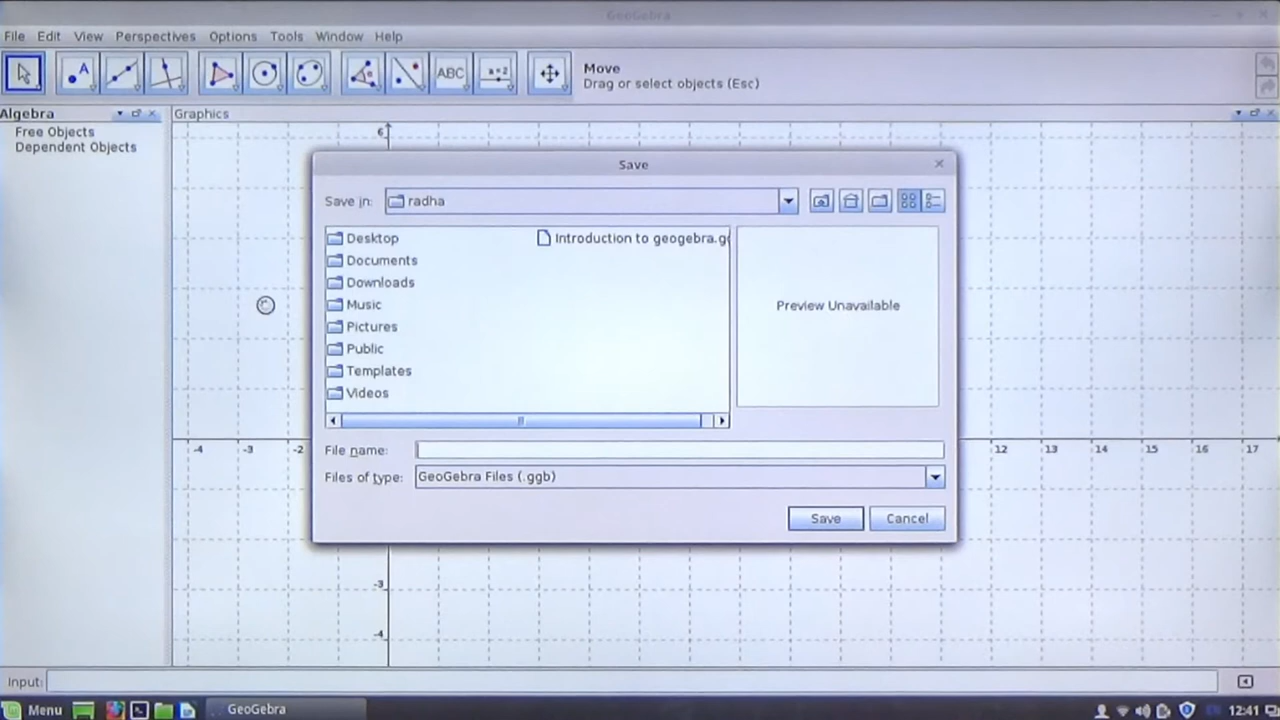 GeoGebra
File Edit View Perspectives Options Tools Window Help
A
ABC
a=2
Move
Drag or select objects (Esc)
Algebra
Graphics
Free Objects
Dependent Objects
6
Save
Save in: radha
Desktop
Introduction to geogebra.g
Documents
Downloads
Music
Preview Unavailable
Pictures
Public
Templates
Videos
-4 -3 -2 12 13 14 15 16 17
File name:
Files of type: GeoGebra Files (.ggb)
Save Cancel
-3
-4
Input:
Menu GeoGebra 12:41